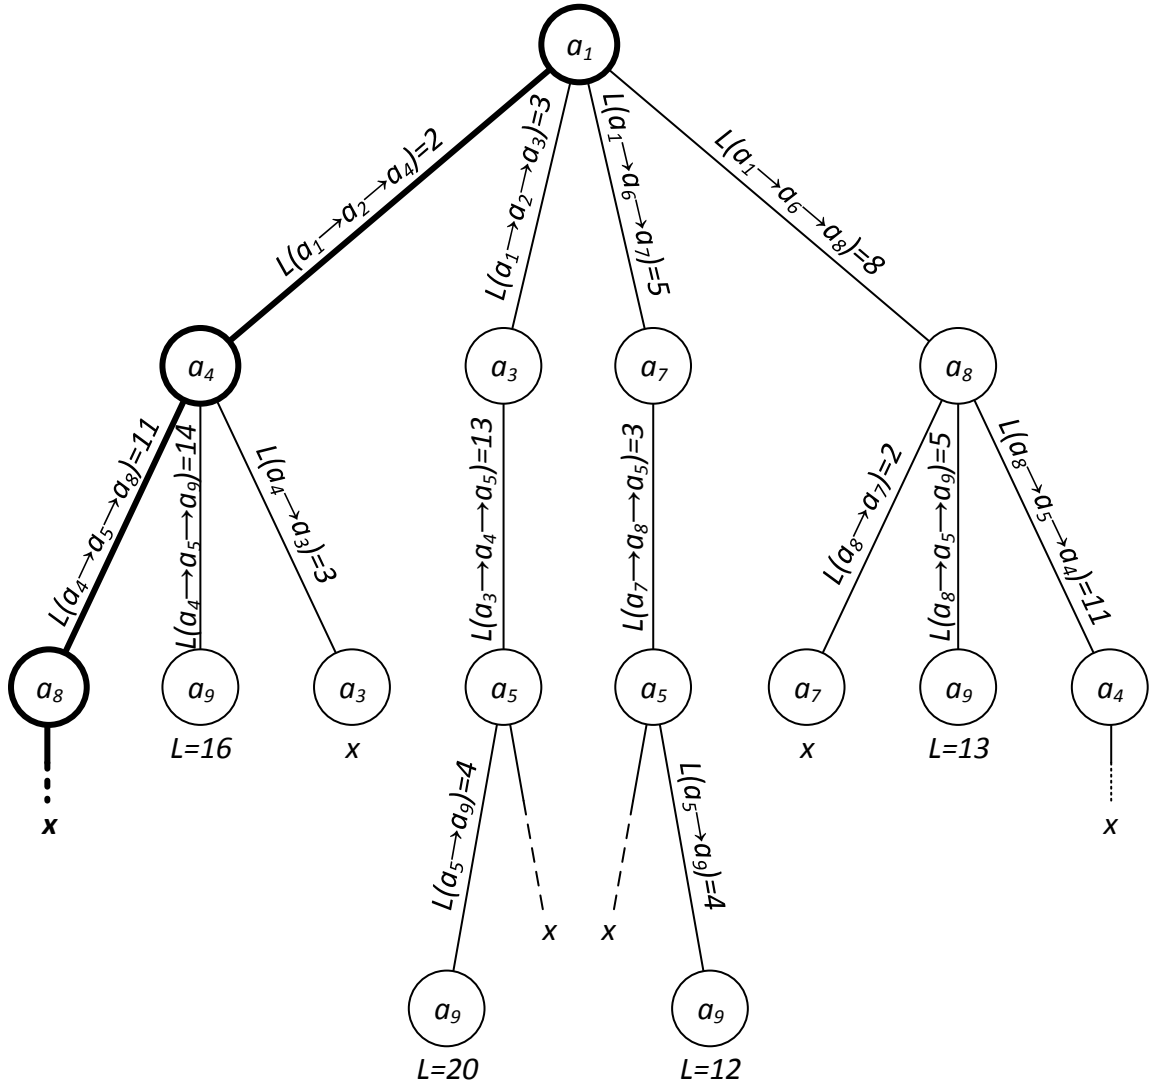 a₁
L(a₁→a₂→a₄)=2
L(a₁→a₂→a₃)=3
L(a₁→a₆→a₇)=5
L(a₁→a₆→a₈)=8
a₄
a₃
a₇
a₈
L(a₄→a₅→a₈)=11
L(a₄→a₅→a₉)=14
L(a₄→a₃)=3
L(a₃→a₄→a₅)=13
L(a₇→a₈→a₅)=3
L(a₈→a₇)=2
L(a₈→a₅→a₉)=5
L(a₈→a₅→a₄)=11
a₈
a₉
a₃
a₅
a₅
a₇
a₉
a₄
L=16
x
x
L=13
x
x
L(a₅→a₉)=4
L(a₅→a₉)=4
x
x
a₉
a₉
L=20
L=12